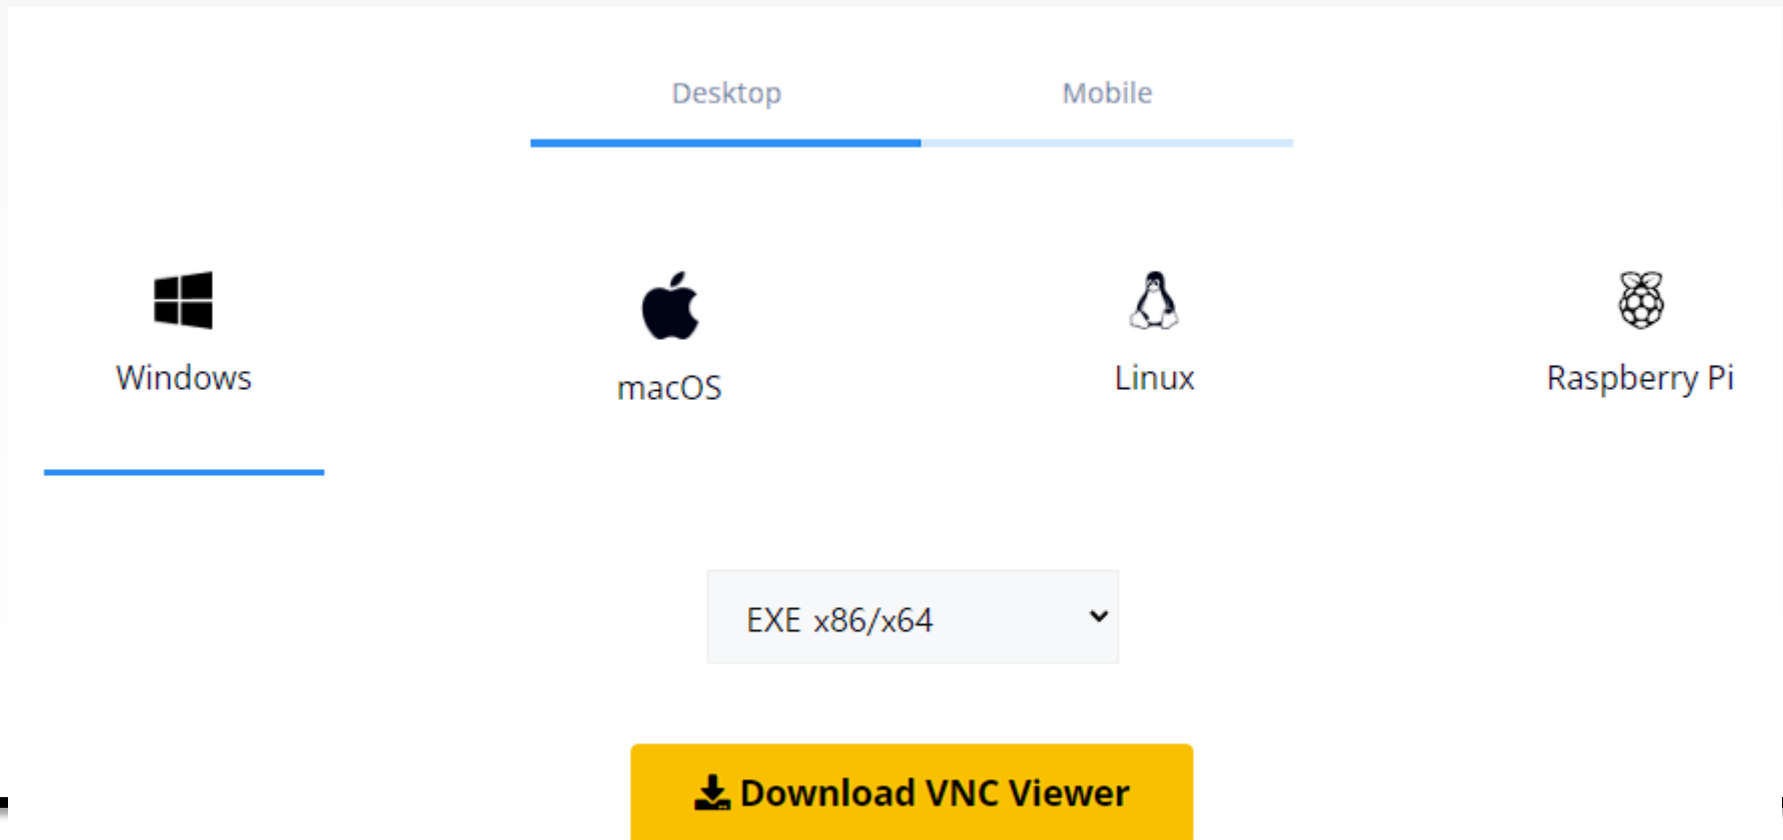 Desktop Mobile
Windows macOS Linux Raspberry Pi
EXE x86/x64
Download VNC Viewer